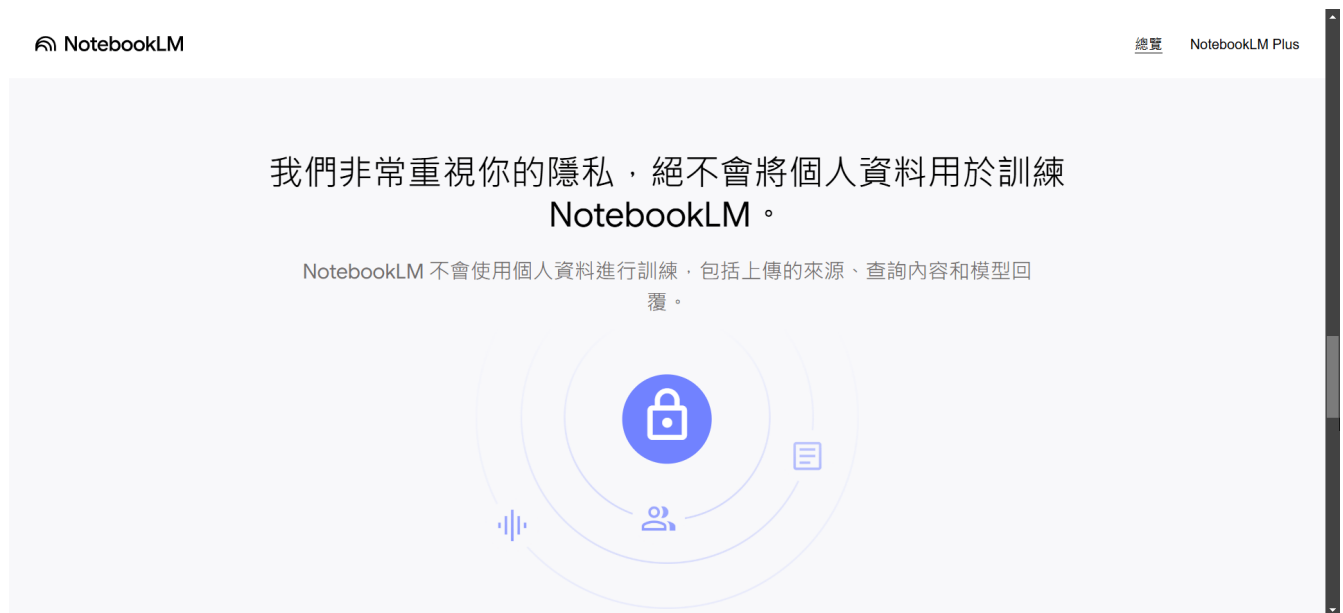 NotebookLM
總覽 NotebookLM Plus
我們非常重視你的隱私，絕不會將個人資料用於訓練
NotebookLM。
NotebookLM 不會使用個人資料進行訓練，包括上傳的來源、查詢內容和模型回
覆。